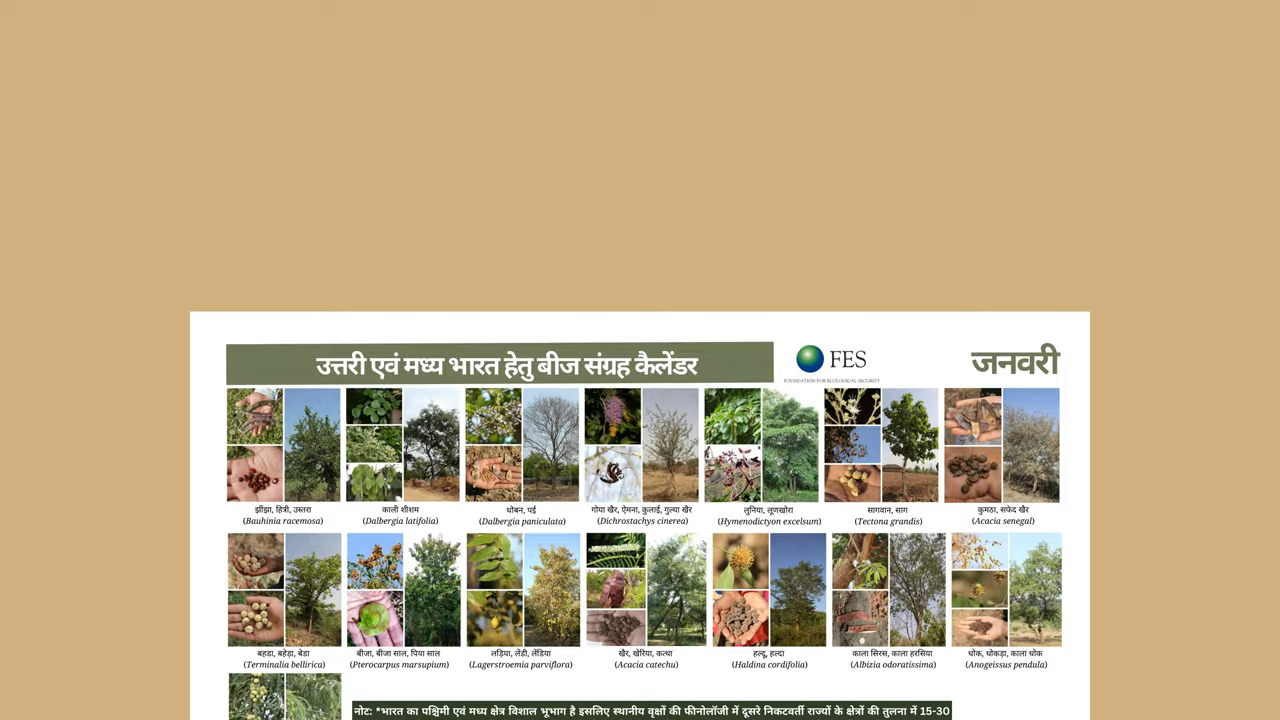 उत्तरी एवं मध्य भारत हेतु बीज संग्रह कैलेंडर
FES
FOUNDATION FOR ECOLOGICAL SECURITY
जनवरी
झींझा, हित्री, उस्तरा
(Bauhinia racemosa)
काली शीशम
(Dalbergia latifolia)
धोबन, पर्ड
(Dalbergia paniculata)
गोया खैर, ऐमना, कुलाई, गुल्या खैर
(Dichrostachys cinerea)
लुनिया, लूणखोरा
(Hymenodictyon excelsum)
सागवान, साग
(Tectona grandis)
कुमठा, सफेद खैर
(Acacia senegal)
बहडा, बहेड़ा, बेडा
(Terminalia bellirica)
बीजा, बीजा साल, पिया साल
(Pterocarpus marsupium)
लड़िया, लेंडी, लेंडिया
(Lagerstroemia parviflora)
खैर, खेरिया, कत्था
(Acacia catechu)
हल्दू, हल्दा
(Haldina cordifolia)
काला सिरस, काला हरसिया
(Albizia odoratissima)
धोक, धोकड़ा, काला धोक
(Anogeissus pendula)
नोट: *भारत का पश्चिमी एवं मध्य क्षेत्र विशाल भूभाग है इसलिए स्थानीय वृक्षों की फीनोलॉजी में दूसरे निकटवर्ती राज्यों के क्षेत्रों की तुलना में 15-30